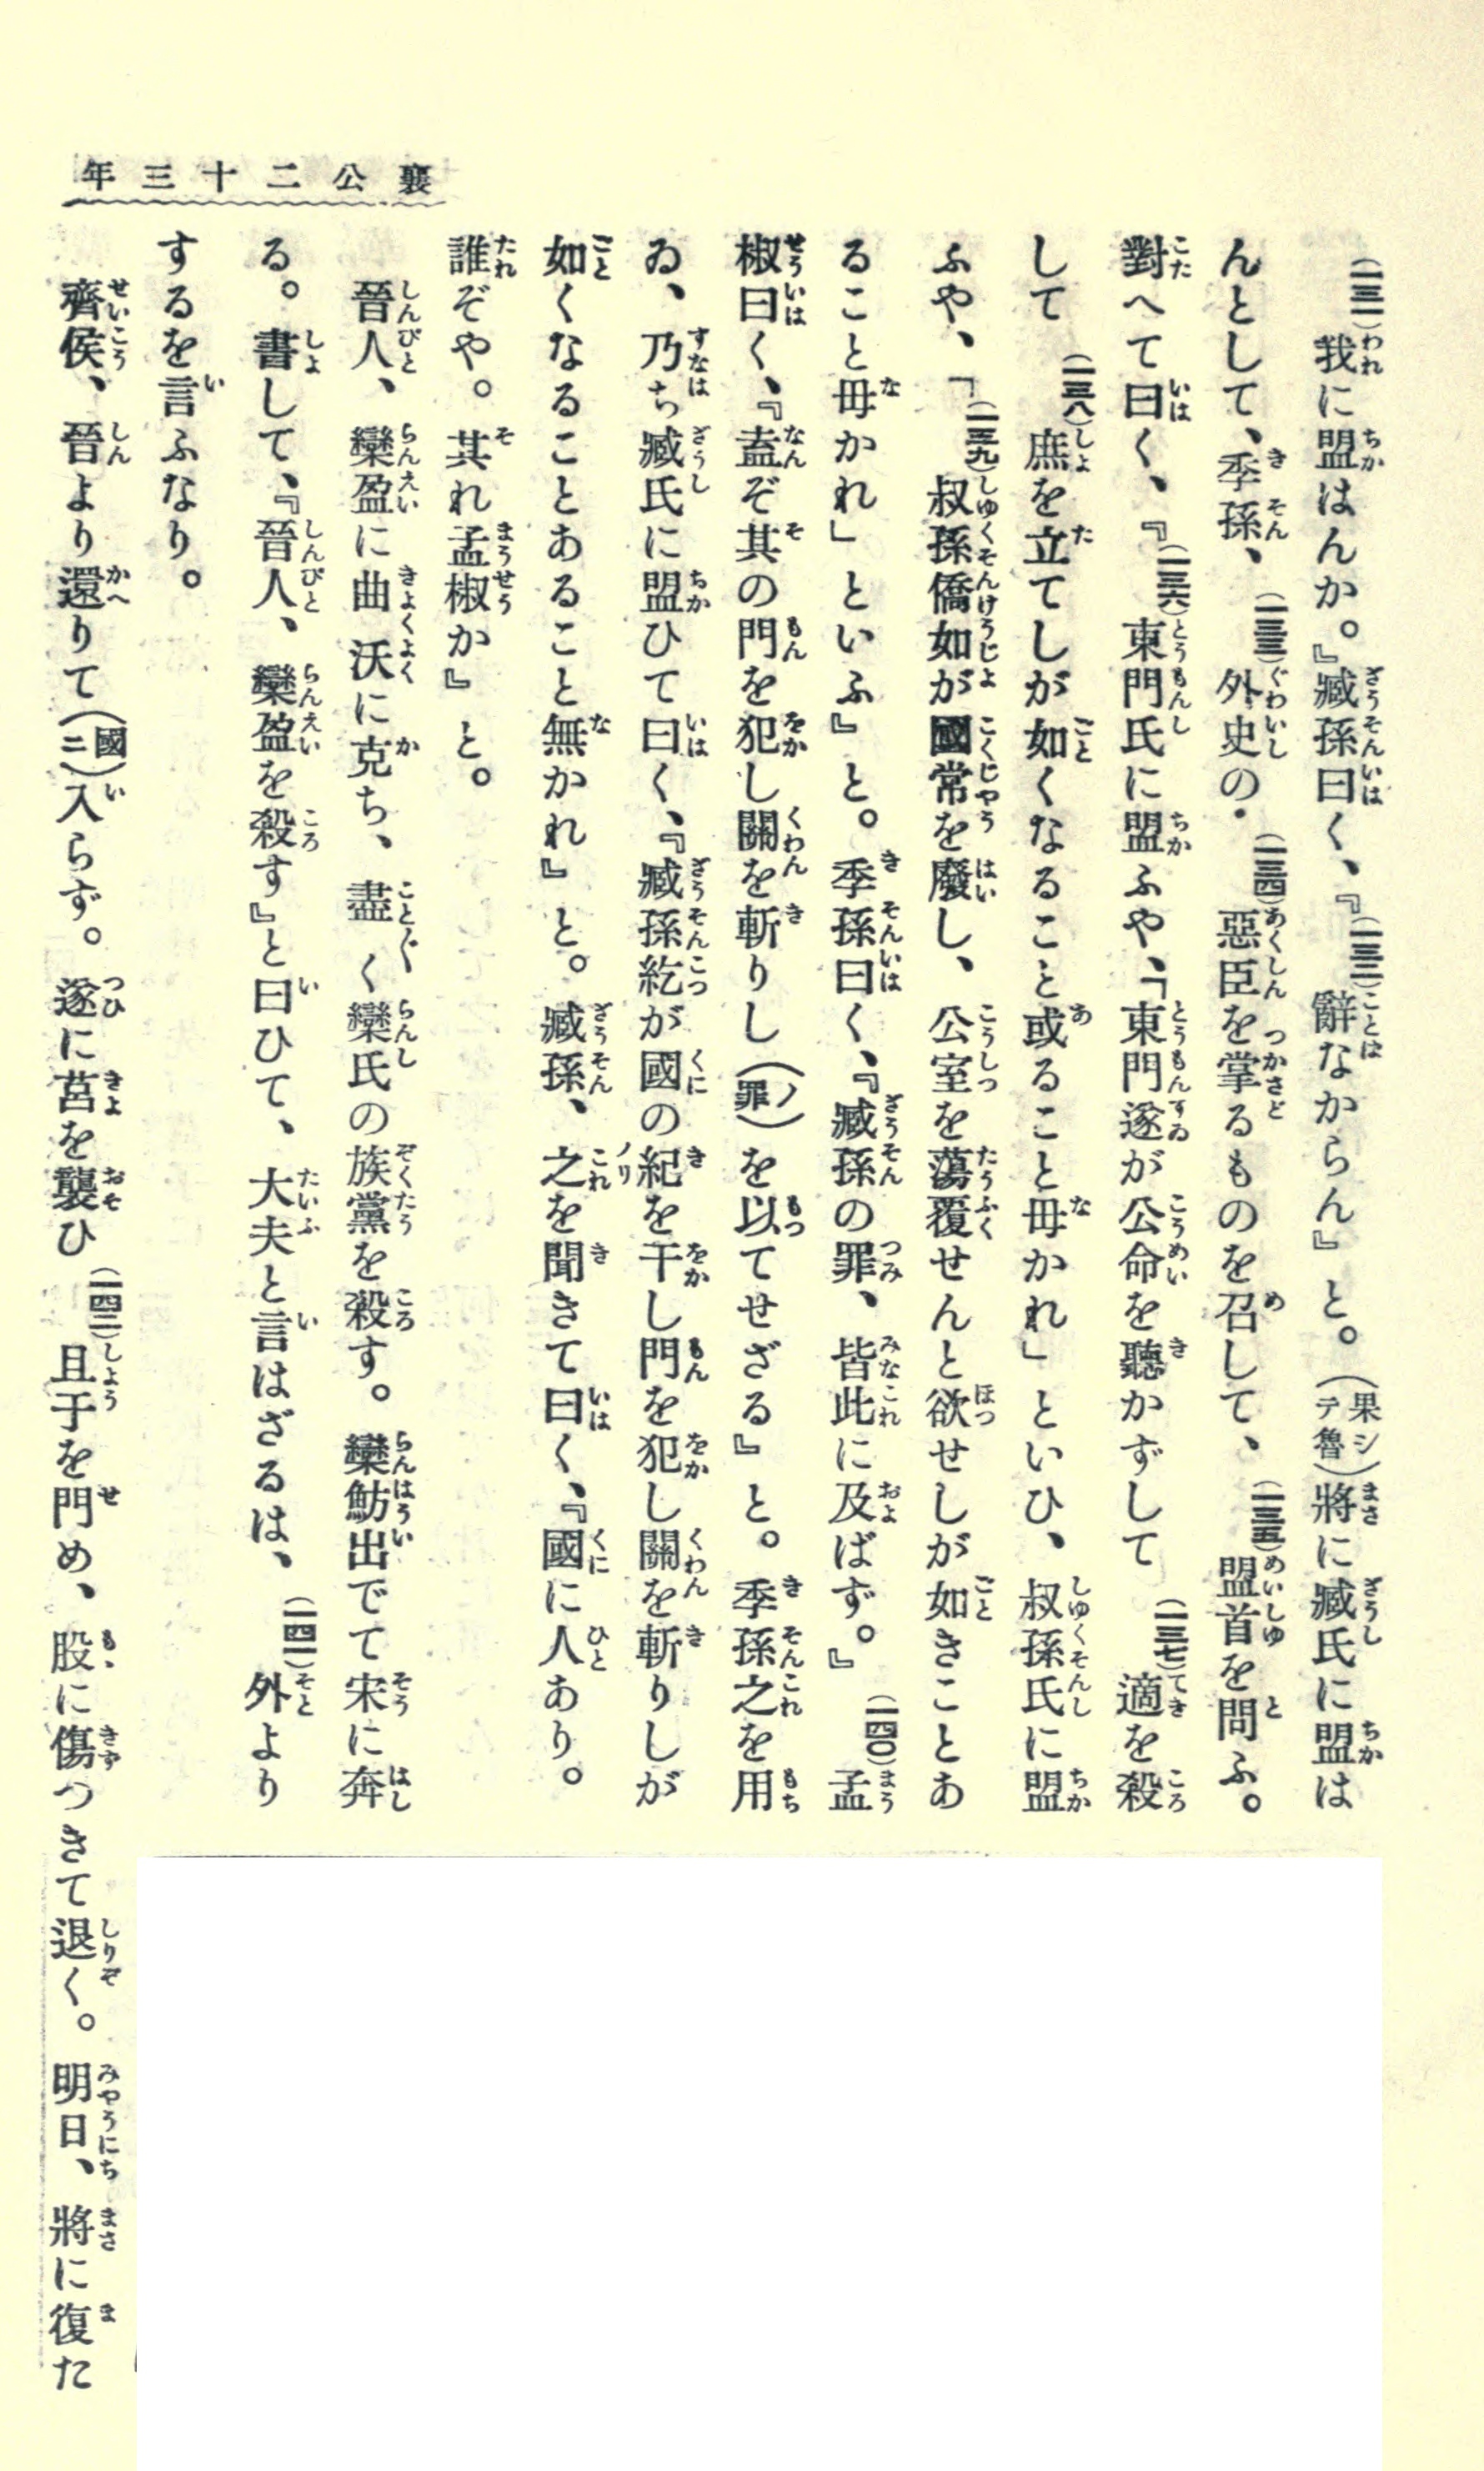 襄公二十三年
(一三一)我に盟はんか。』臧孫曰く、『(一三二)辭なからん』と。(果シテ魯)將に臧氏に盟は
んとして、季孫、(一三三)外史の(一三四)惡臣を掌るものを召して、(一三五)盟首を問ふ。
對へて曰く、『(一三六)東門氏に盟ふや、「東門遂が公命を聽かずして(一三七)適を殺
して(一三八)庶を立てしが如くなること或ること毋かれ」といひ、叔孫氏に盟
ふや、「(一三九)叔孫僑如が國常を廢し、公室を蕩覆せんと欲せしが如きことあ
ること毋かれ」といふ』と。季孫曰く、『臧孫の罪、皆此に及ばず。』(一四〇)孟
椒曰く、『盍ぞ其の門を犯し關を斬りし(罪ノ)を以てせざる』と。季孫之を用
ゐ、乃ち臧氏に盟ひて曰く、『臧孫紇が國の紀を干し門を犯し關を斬りしが
如くなることあること無かれ』と。臧孫、之を聞きて曰く、『國に人あり。
誰ぞや。其れ孟椒か』と。
晉人、欒盈に曲沃に克ち、盡く欒氏の族黨を殺す。欒魴出でて宋に奔
る。書して、『晉人、欒盈を殺す』と曰ひて、大夫と言はざるは、(一四一)外より
するを言ふなり。
齊侯、晉より還りて(國ニ)入らず。遂に莒を襲ひ(一四二)且于を門め、股に傷つきて退く。明日、將に復た